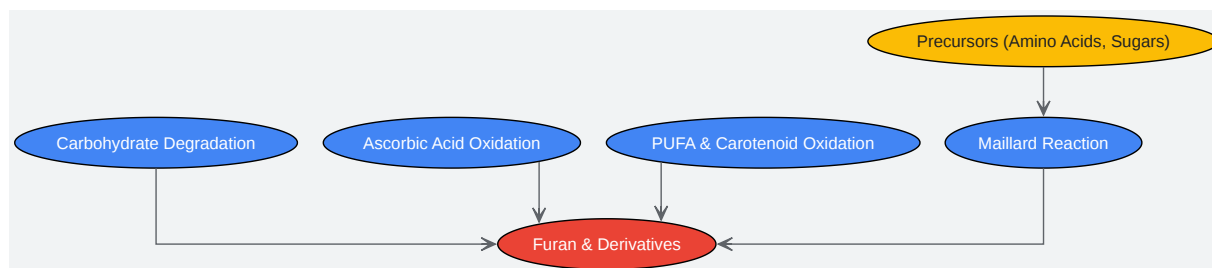 Precursors (Amino Acids, Sugars)
Carbohydrate Degradation
Ascorbic Acid Oxidation
PUFA & Carotenoid Oxidation
Maillard Reaction
Furan & Derivatives